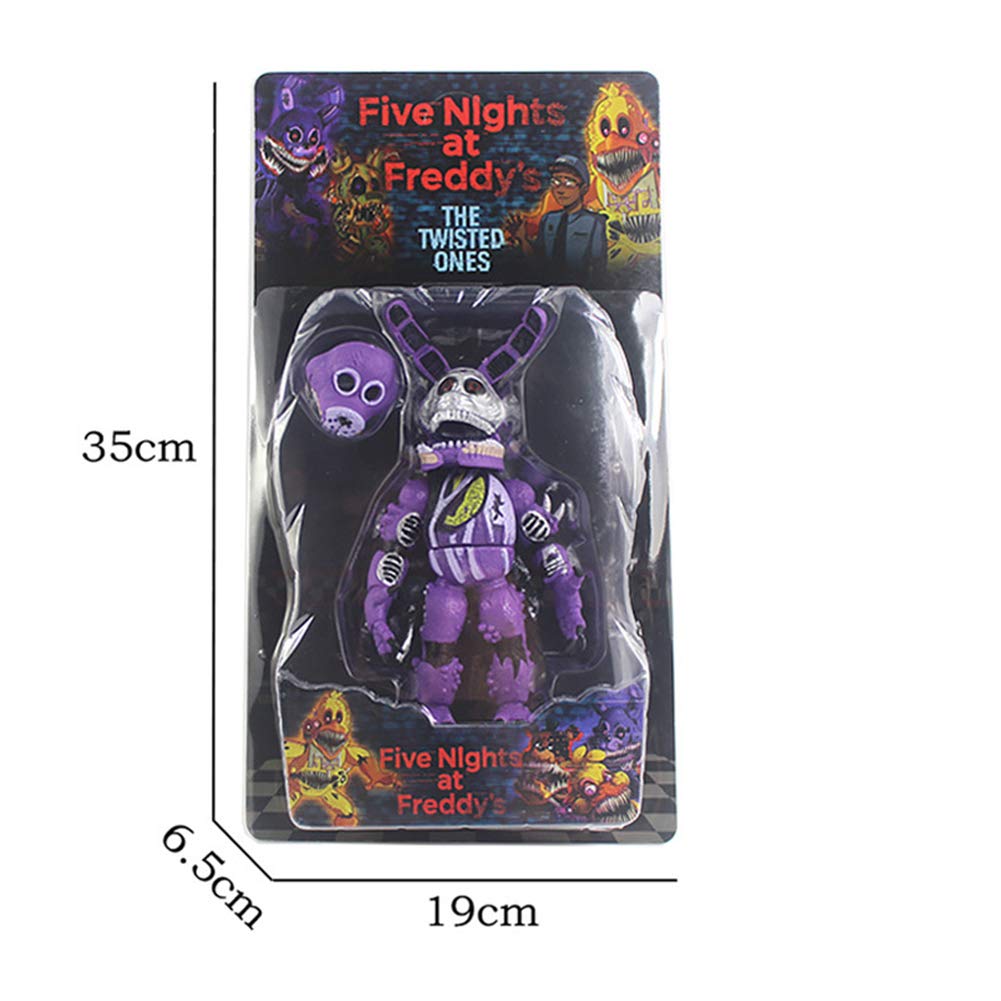 Five Nights
at
Freddy's
THE
TWISTED
ONES
35cm
Five Nights
at
Freddy's
6.5cm
19cm